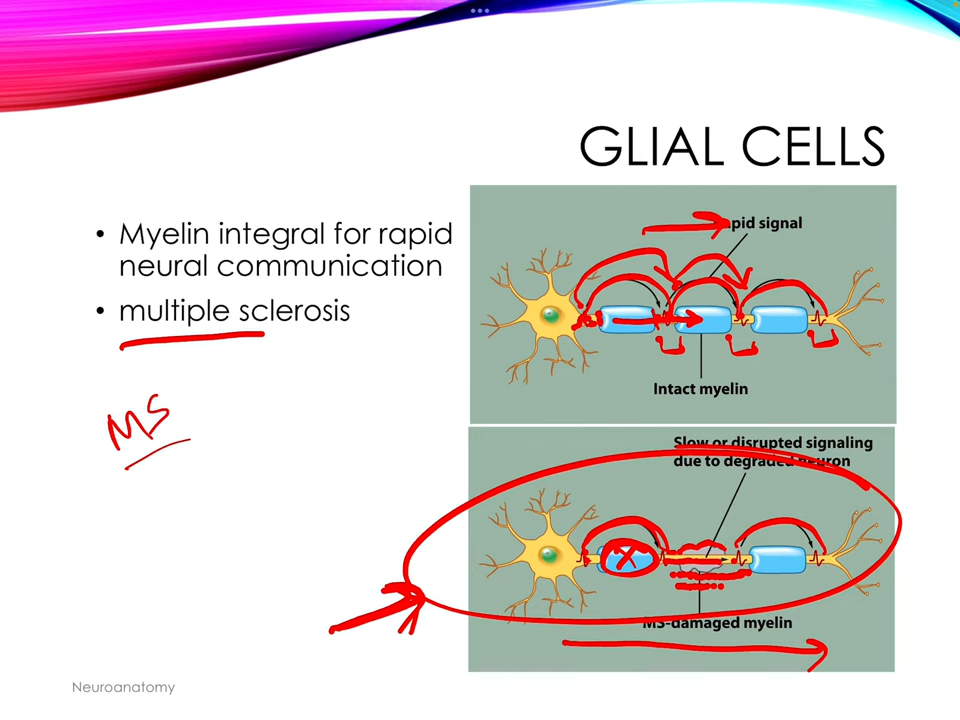 GLIAL CELLS
• Myelin integral for rapid
neural communication
• multiple sclerosis
MS
signal
Intact myelin
Slow or disrupted signaling
due to degraded neuron
MS-damaged myelin
Neuroanatomy